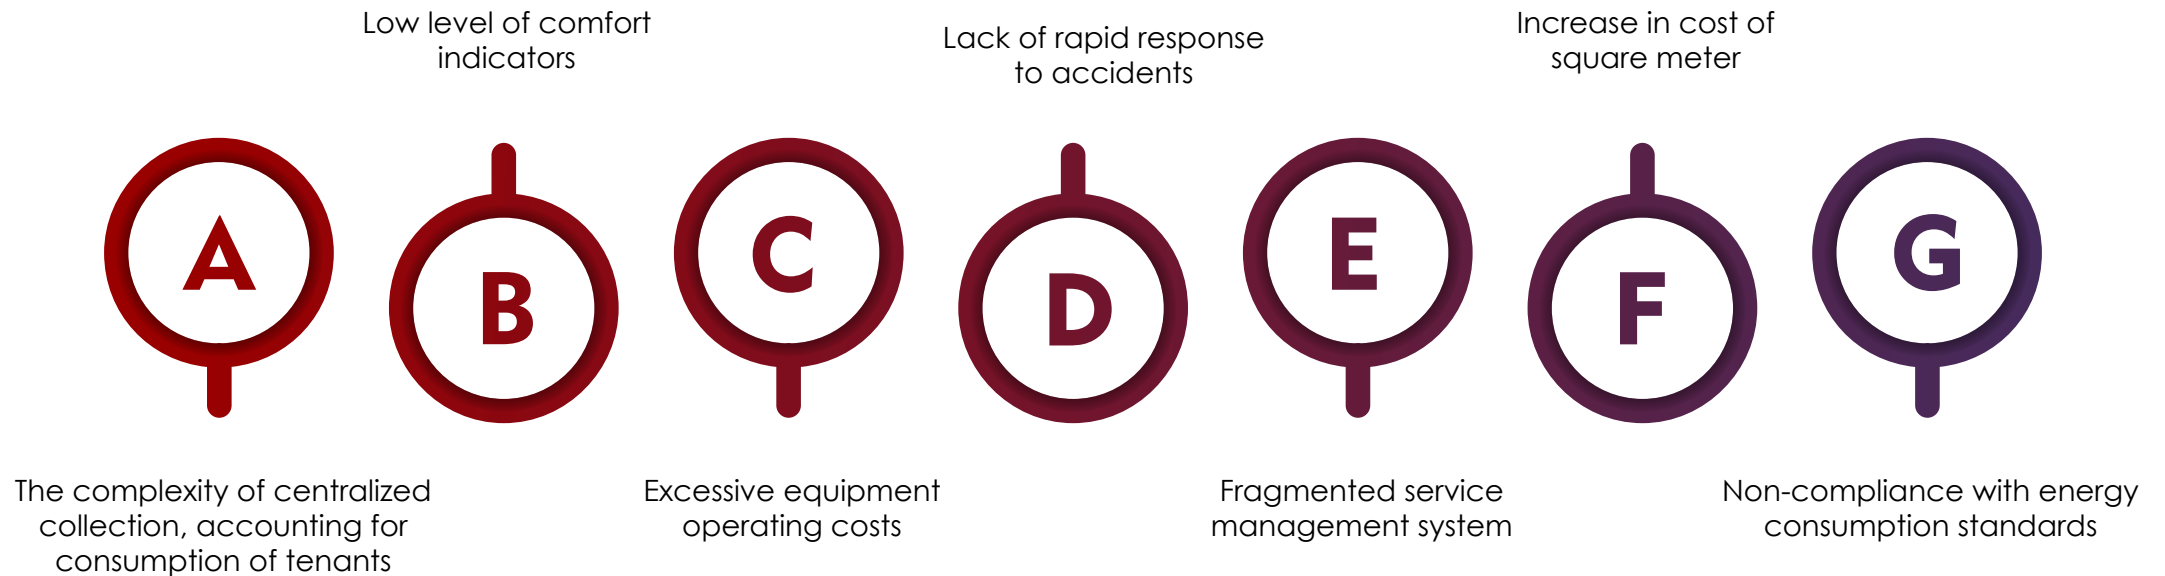 Low level of comfort
indicators
Lack of rapid response
to accidents
Increase in cost of
square meter
A
B
C
D
E
F
G
The complexity of centralized
collection, accounting for
consumption of tenants
Excessive equipment
operating costs
Fragmented service
management system
Non-compliance with energy
consumption standards